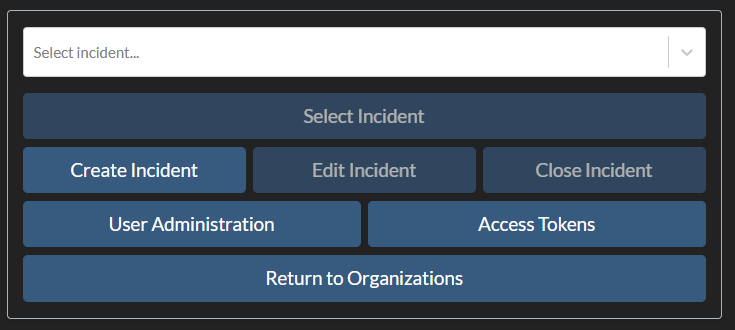 Select incident...
Select Incident
Create Incident
Edit Incident
Close Incident
User Administration
Access Tokens
Return to Organizations